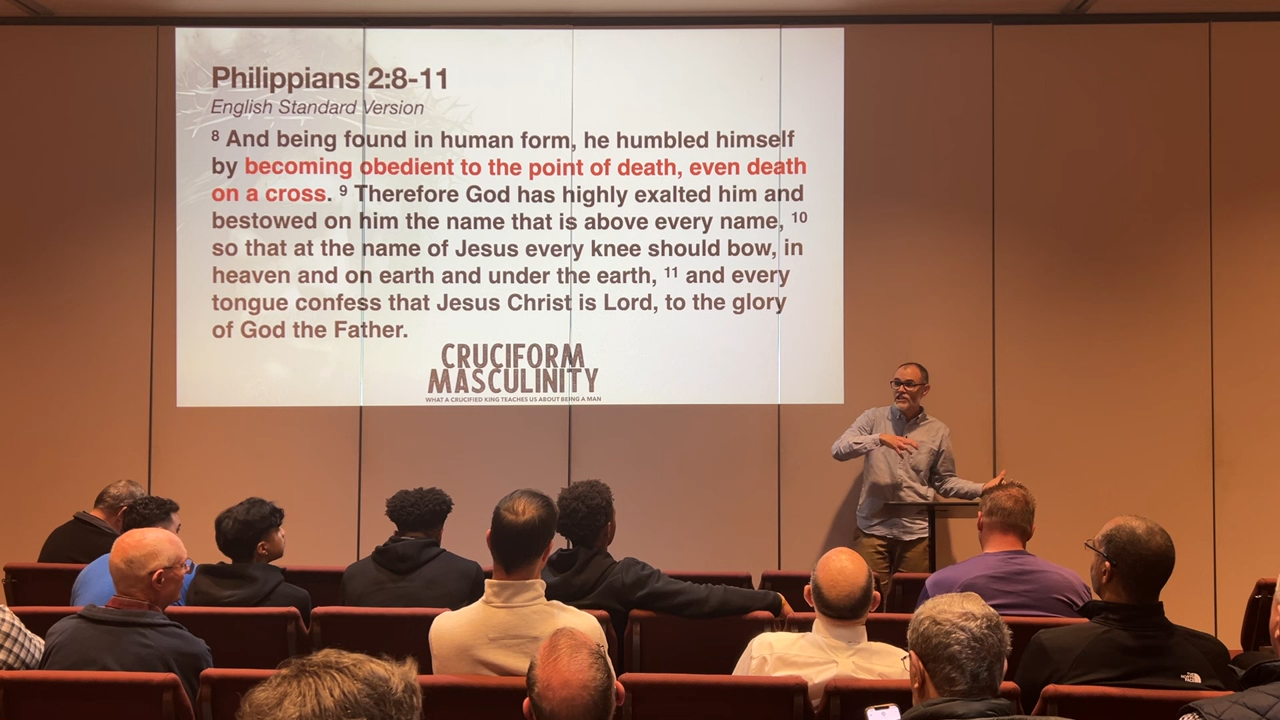 Philippians 2:8-11
English Standard Version
8 And being found in human form, he humbled himself
by becoming obedient to the point of death, even death
on a cross. 9 Therefore God has highly exalted him and
bestowed on him the name that is above every name, 10
so that at the name of Jesus every knee should bow, in
heaven and on earth and under the earth, 11 and every
tongue confess that Jesus Christ is Lord, to the glory
of God the Father.
CRUCIFORM
MASCULINITY
WHAT A CRUCIFIED KING TEACHES US ABOUT BEING A MAN
THE
NORTH
FACE